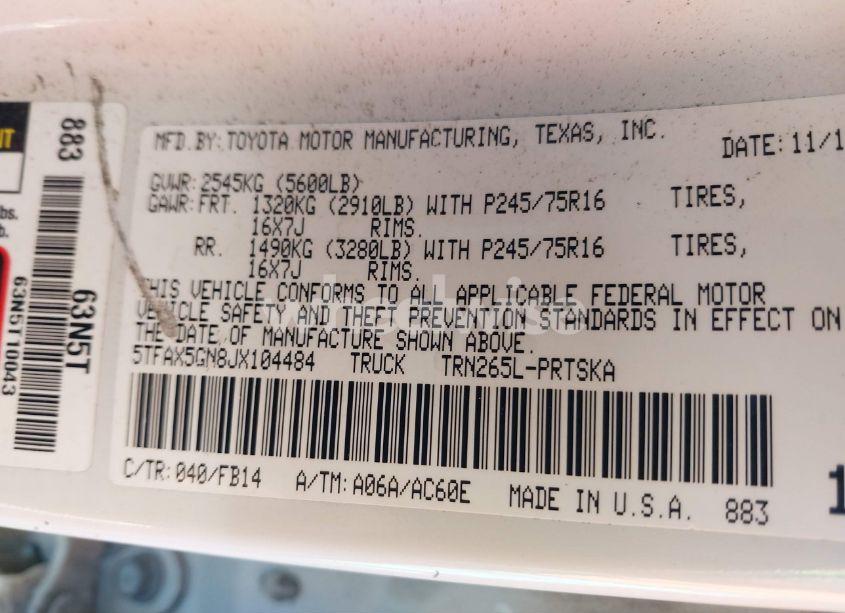 MFD.BY:TOYOTA MOTOR MANUFACTURING, TEXAS, INC.
DATE:11/1
GVWR:2545KG (5600LB)
GAWR:FRT. 1320KG (2910LB) WITH P245/75R16 TIRES,
16X7J RIMS.
RR. 1490KG (3280LB) WITH P245/75R16 TIRES,
16X7J RIMS.
THIS VEHICLE CONFORMS TO ALL APPLICABLE FEDERAL MOTOR
VEHICLE SAFETY AND THEFT PREVENTION STANDARDS IN EFFECT ON
THE DATE OF MANUFACTURE SHOWN ABOVE.
5TFAX5GN8JX104484 TRUCK TRN265L-PRTSKA
C/TR:040/FB14 A/TM:A06A/AC60E MADE IN U.S.A. 883
1
883
63N5T
63N5T10043
bs.
b.